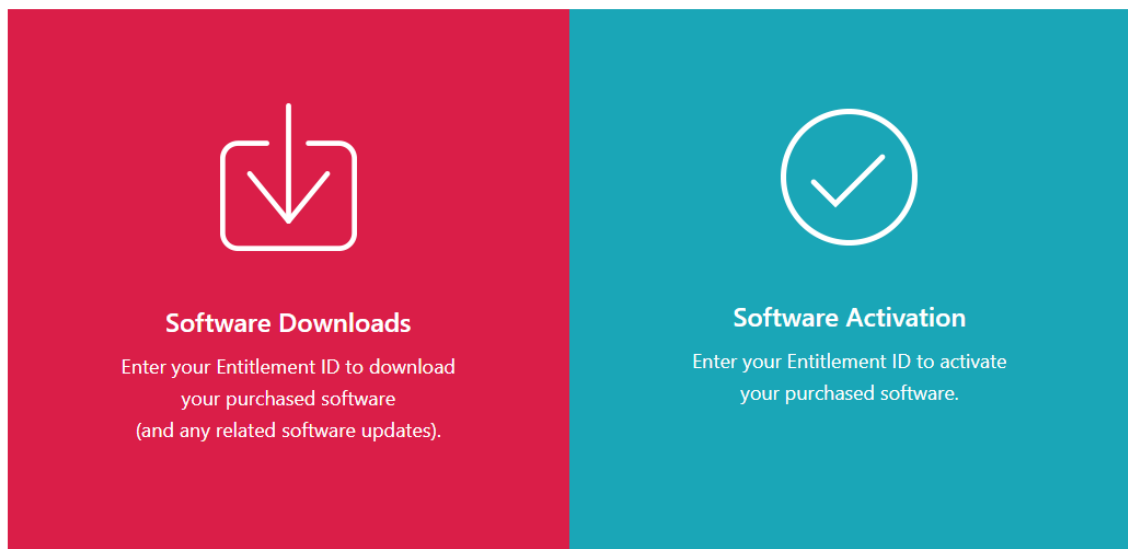 Software Downloads
Enter your Entitlement ID to download
your purchased software
(and any related software updates).
Software Activation
Enter your Entitlement ID to activate
your purchased software.